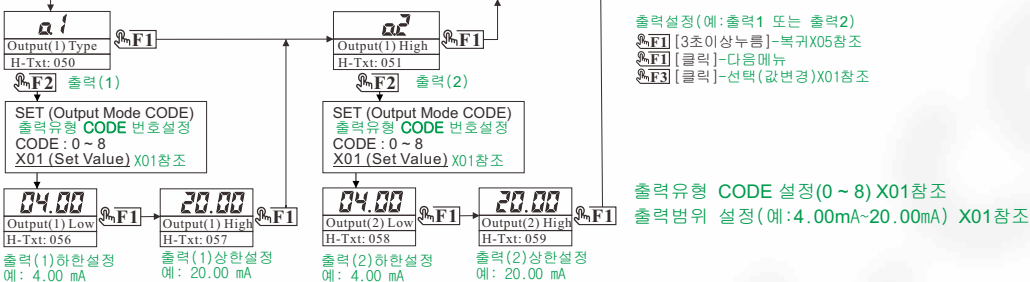 o.1
Output(1) Type
H-Txt: 050
F1
F2 출력(1)
SET (Output Mode CODE)
출력유형 CODE 번호설정
CODE : 0 ~ 8
X01 (Set Value) X01참조
04.00
Output(1) Low
H-Txt: 056
F1
출력(1)하한설정
예: 4.00 mA
20.00
Output(1) High
H-Txt: 057
F1
출력(1)상한설정
예: 20.00 mA
o.2
Output(1) High
H-Txt: 051
F1
F2 출력(2)
SET (Output Mode CODE)
출력유형 CODE 번호설정
CODE : 0 ~ 8
X01 (Set Value) X01참조
04.00
Output(2) Low
H-Txt: 058
F1
출력(2)하한설정
예: 4.00 mA
20.00
Output(2) High
H-Txt: 059
F1
출력(2)상한설정
예: 20.00 mA
출력설정(예:출력1 또는 출력2)
F1 [3초이상누름]-복귀X05참조
F1 [클릭]-다음메뉴
F3 [클릭]-선택(값변경)X01참조
출력유형 CODE 설정(0 ~ 8) X01참조
출력범위 설정(예:4.00mA~20.00mA) X01참조